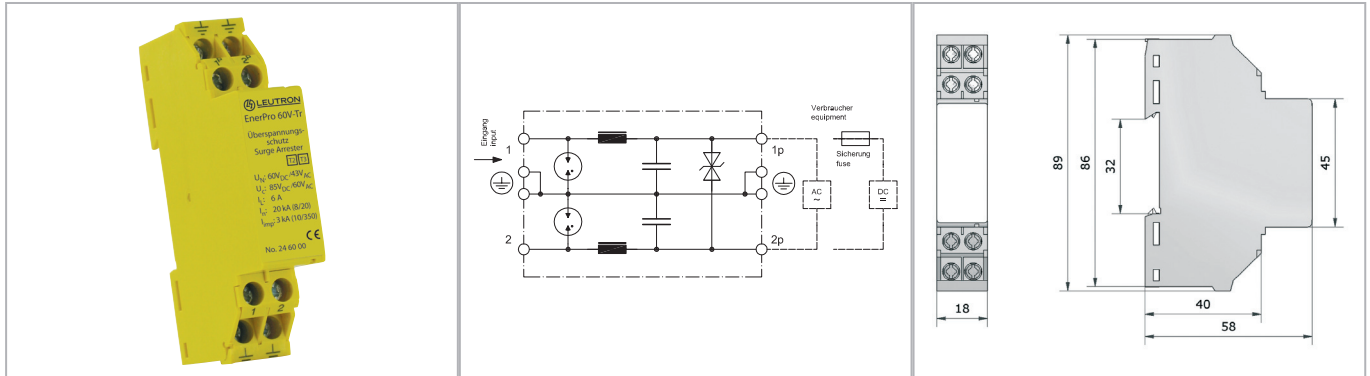 1' 2'
LEUTRON
EnerPro 60V-Tr
Überspannungs-
schutz
Surge Arrester
T2 T3
UN: 60VDC/43VAC
UC: 85VDC/60VAC
IL: 6 A
In: 20 kA (8/20)
Iimp: 3 kA (10/350)
CE
No. 24 60 00
1 2
Eingang
input
1
2
1p
2p
Verbraucher
equipment
Sicherung
fuse
AC
~
DC
=
18
89
86
32
45
40
58